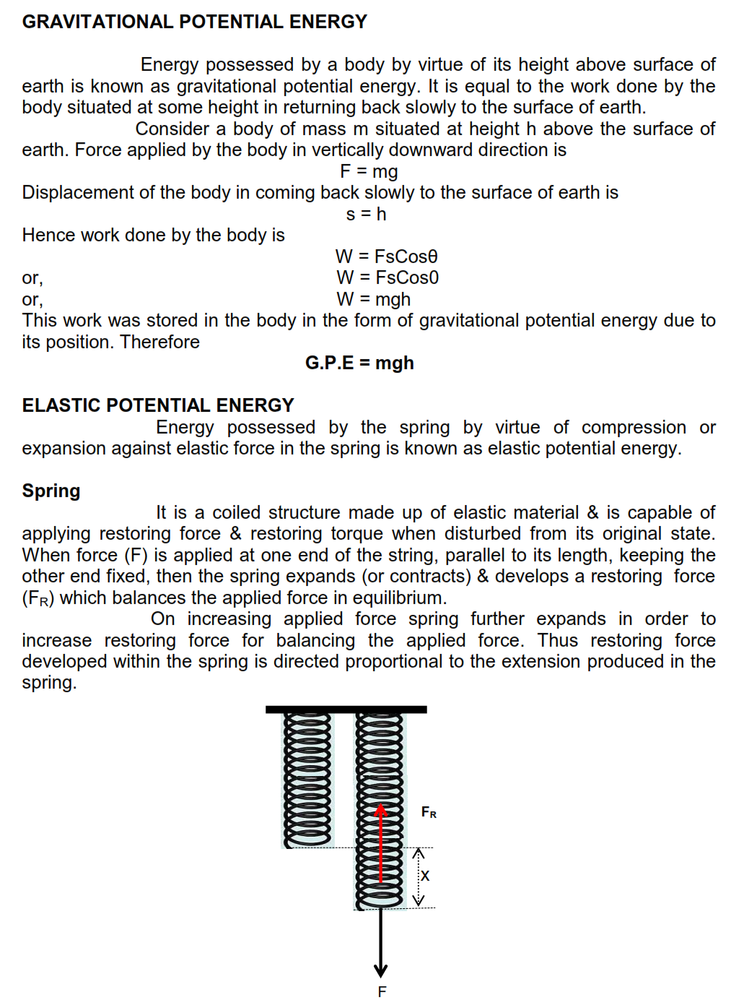 GRAVITATIONAL POTENTIAL ENERGY
Energy possessed by a body by virtue of its height above surface of
earth is known as gravitational potential energy. It is equal to the work done by the
body situated at some height in returning back slowly to the surface of earth.
Consider a body of mass m situated at height h above the surface of
earth. Force applied by the body in vertically downward direction is
F = mg
Displacement of the body in coming back slowly to the surface of earth is
s = h
Hence work done by the body is
W = FsCosθ
or, W = FsCos0
or, W = mgh
This work was stored in the body in the form of gravitational potential energy due to
its position. Therefore
G.P.E = mgh
ELASTIC POTENTIAL ENERGY
Energy possessed by the spring by virtue of compression or
expansion against elastic force in the spring is known as elastic potential energy.
Spring
It is a coiled structure made up of elastic material & is capable of
applying restoring force & restoring torque when disturbed from its original state.
When force (F) is applied at one end of the string, parallel to its length, keeping the
other end fixed, then the spring expands (or contracts) & develops a restoring force
(FR) which balances the applied force in equilibrium.
On increasing applied force spring further expands in order to
increase restoring force for balancing the applied force. Thus restoring force
developed within the spring is directed proportional to the extension produced in the
spring.
FR
X
F